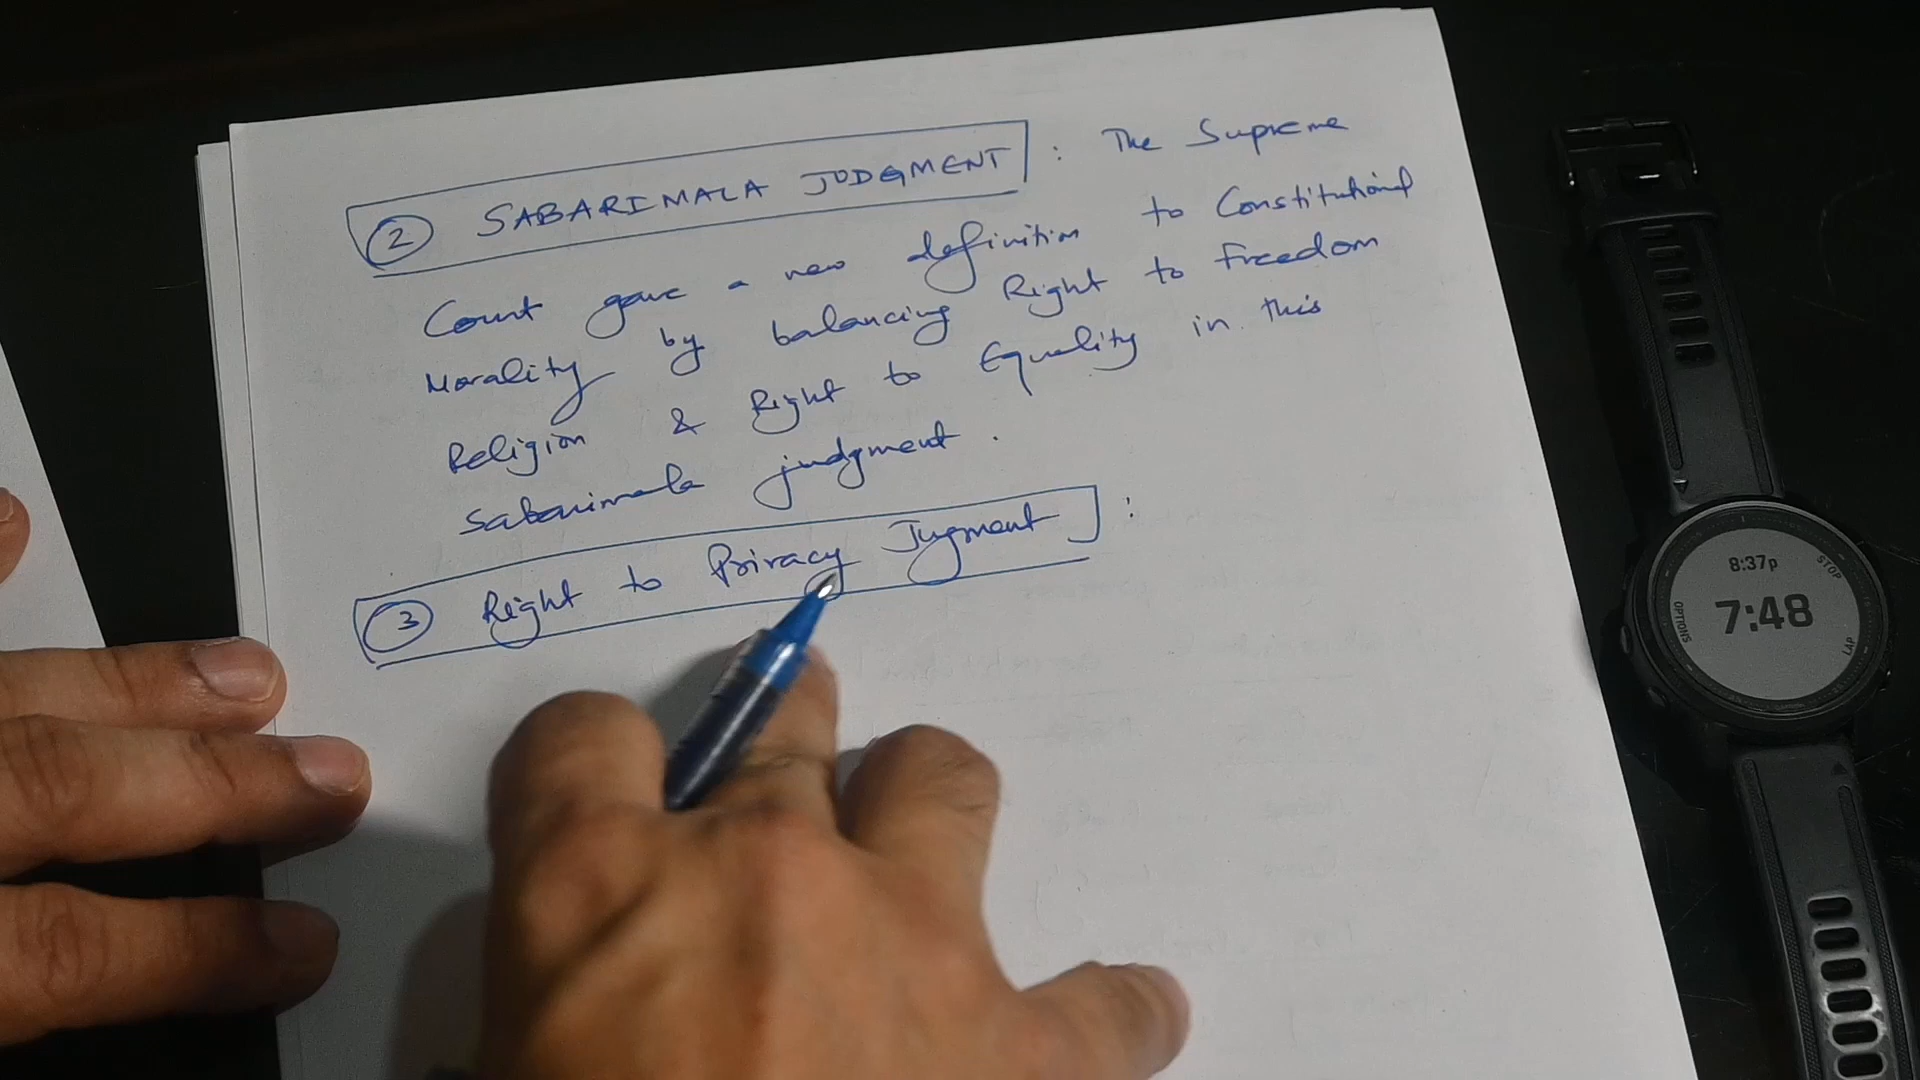 ② SABARIMALA JUDGMENT : The Supreme
Court gave a new definition to Constitutional
Morality by balancing Right to Freedom
Religion & Right to Equality in this
Sabarimala judgment .
③ Right to Privacy Jugment :
8:37p
7:48
STOP
OPTIONS
LAP